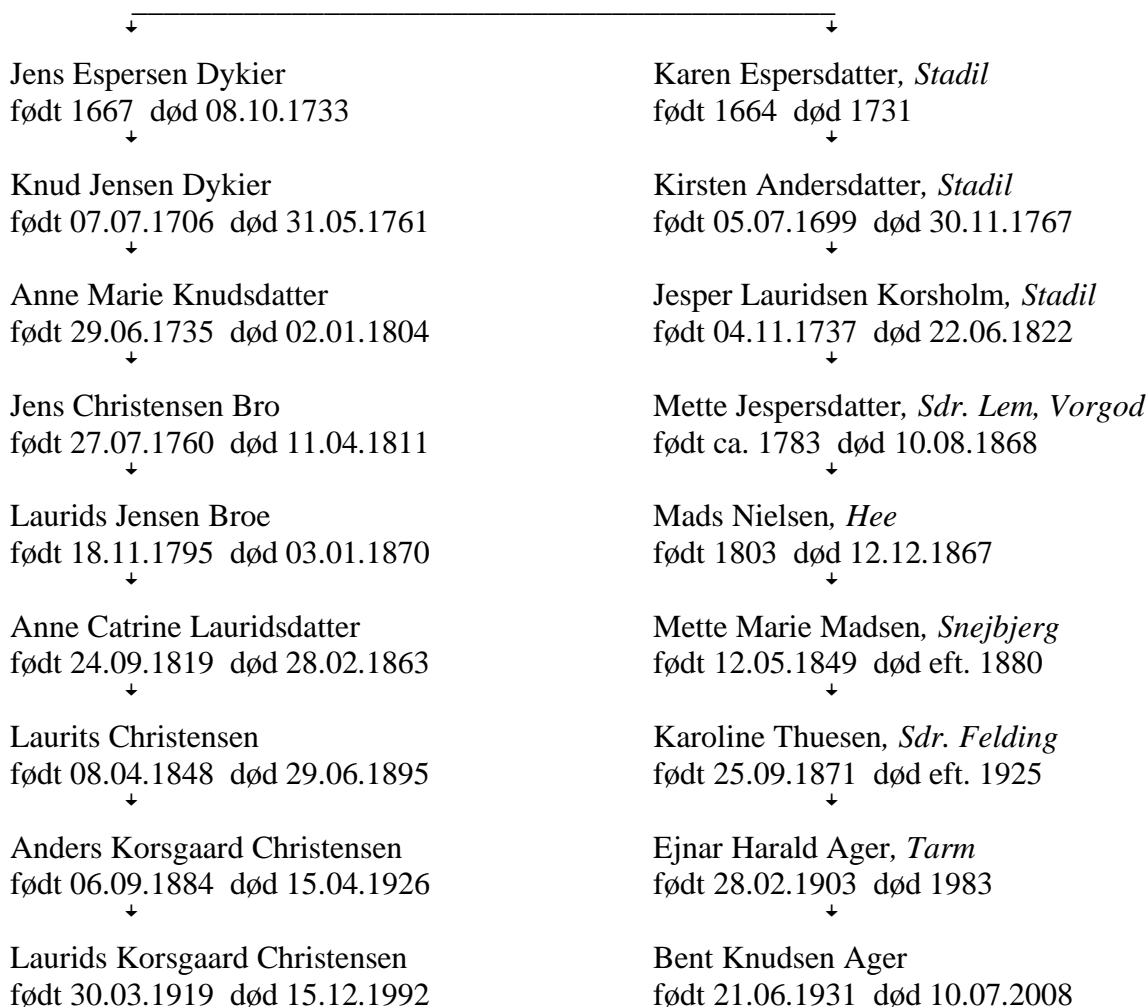 Jens Espersen Dykier
født 1667 død 08.10.1733
Knud Jensen Dykier
født 07.07.1706 død 31.05.1761
Anne Marie Knudsdatter
født 29.06.1735 død 02.01.1804
Jens Christensen Bro
født 27.07.1760 død 11.04.1811
Laurids Jensen Broe
født 18.11.1795 død 03.01.1870
Anne Catrine Lauridsdatter
født 24.09.1819 død 28.02.1863
Laurits Christensen
født 08.04.1848 død 29.06.1895
Anders Korsgaard Christensen
født 06.09.1884 død 15.04.1926
Laurids Korsgaard Christensen
født 30.03.1919 død 15.12.1992
Karen Espersdatter, Stadil
født 1664 død 1731
Kirsten Andersdatter, Stadil
født 05.07.1699 død 30.11.1767
Jesper Lauridsen Korsholm, Stadil
født 04.11.1737 død 22.06.1822
Mette Jespersdatter, Sdr. Lem, Vorgod
født ca. 1783 død 10.08.1868
Mads Nielsen, Hee
født 1803 død 12.12.1867
Mette Marie Madsen, Snejbjerg
født 12.05.1849 død eft. 1880
Karoline Thuesen, Sdr. Felding
født 25.09.1871 død eft. 1925
Ejnar Harald Ager, Tarm
født 28.02.1903 død 1983
Bent Knudsen Ager
født 21.06.1931 død 10.07.2008